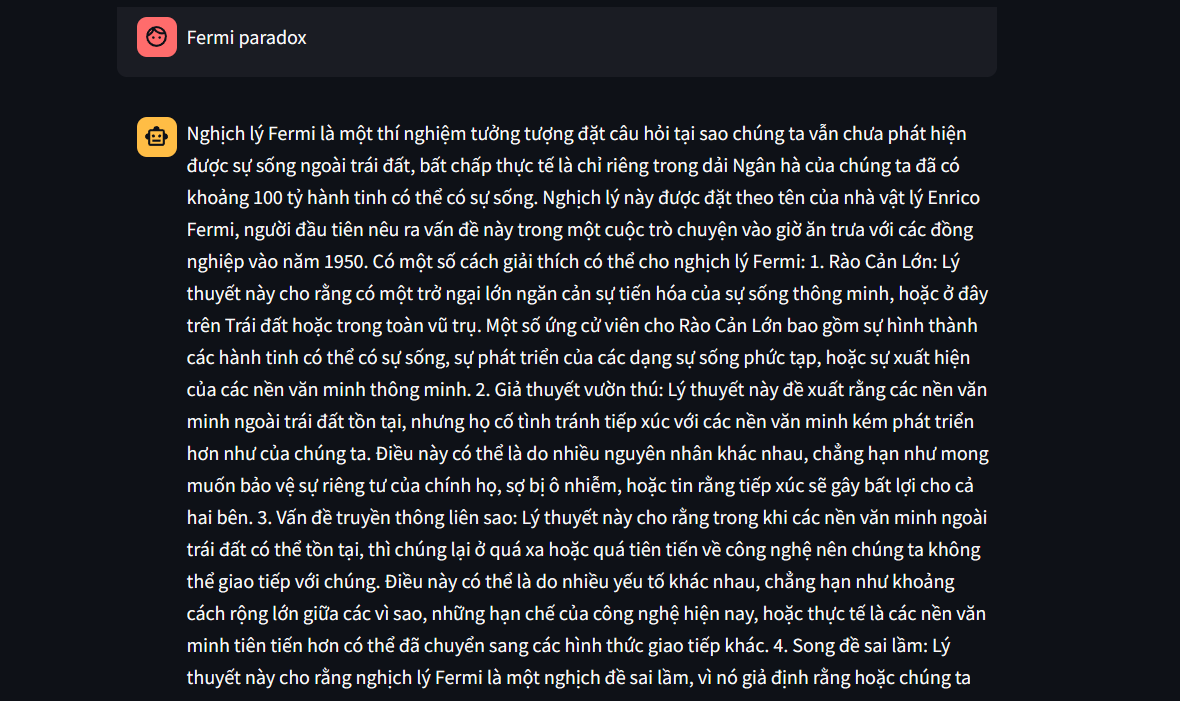 Fermi paradox
Nghịch lý Fermi là một thí nghiệm tưởng tượng đặt câu hỏi tại sao chúng ta vẫn chưa phát hiện
được sự sống ngoài trái đất, bất chấp thực tế là chỉ riêng trong dải Ngân hà của chúng ta đã có
khoảng 100 tỷ hành tinh có thể có sự sống. Nghịch lý này được đặt theo tên của nhà vật lý Enrico
Fermi, người đầu tiên nêu ra vấn đề này trong một cuộc trò chuyện vào giờ ăn trưa với các đồng
nghiệp vào năm 1950. Có một số cách giải thích có thể cho nghịch lý Fermi: 1. Rào Cản Lớn: Lý
thuyết này cho rằng có một trở ngại lớn ngăn cản sự tiến hóa của sự sống thông minh, hoặc ở đây
trên Trái đất hoặc trong toàn vũ trụ. Một số ứng cử viên cho Rào Cản Lớn bao gồm sự hình thành
các hành tinh có thể có sự sống, sự phát triển của các dạng sự sống phức tạp, hoặc sự xuất hiện
của các nền văn minh thông minh. 2. Giả thuyết vườn thú: Lý thuyết này đề xuất rằng các nền văn
minh ngoài trái đất tồn tại, nhưng họ cố tình tránh tiếp xúc với các nền văn minh kém phát triển
hơn như của chúng ta. Điều này có thể là do nhiều nguyên nhân khác nhau, chẳng hạn như mong
muốn bảo vệ sự riêng tư của chính họ, sợ bị ô nhiễm, hoặc tin rằng tiếp xúc sẽ gây bất lợi cho cả
hai bên. 3. Vấn đề truyền thông liên sao: Lý thuyết này cho rằng trong khi các nền văn minh ngoài
trái đất có thể tồn tại, thì chúng lại ở quá xa hoặc quá tiên tiến về công nghệ nên chúng ta không
thể giao tiếp với chúng. Điều này có thể là do nhiều yếu tố khác nhau, chẳng hạn như khoảng
cách rộng lớn giữa các vì sao, những hạn chế của công nghệ hiện nay, hoặc thực tế là các nền văn
minh tiên tiến hơn có thể đã chuyển sang các hình thức giao tiếp khác. 4. Song đề sai lầm: Lý
thuyết này cho rằng nghịch lý Fermi là một nghịch đề sai lầm, vì nó giả định rằng hoặc chúng ta